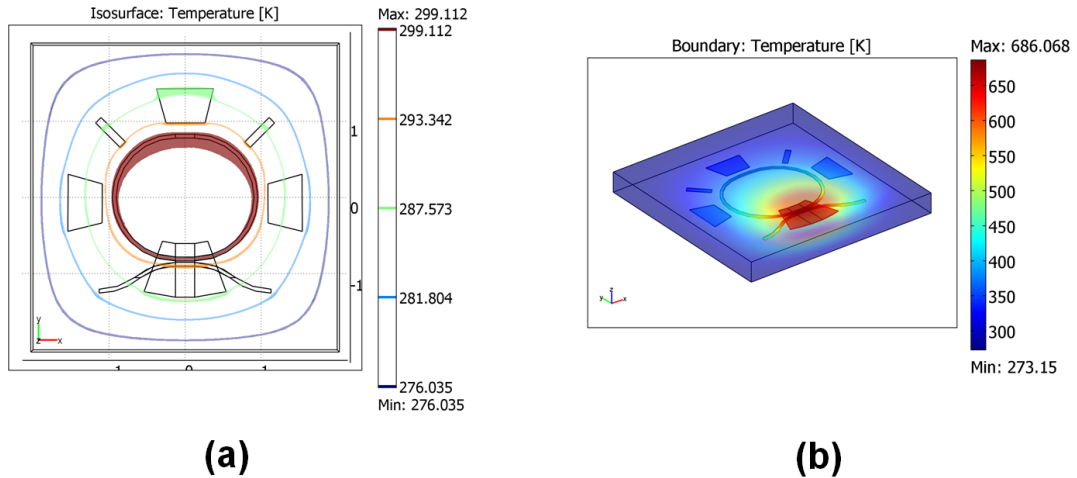 Isosurface: Temperature [K]
Max: 299.112
299.112
293.342
287.573
281.804
276.035
Min: 276.035
1
0
-1
-1
0
1
y
z
x
(a)
Boundary: Temperature [K]
Max: 686.068
650
600
550
500
450
400
350
300
Min: 273.15
z
y
x
(b)